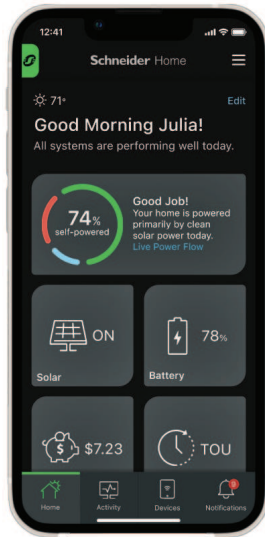 12:41
Schneider Home
71°
Edit
Good Morning Julia!
All systems are performing well today.
74%
self-powered
Good Job!
Your home is powered
primarily by clean
solar power today.
Live Power Flow
ON
Solar
78%
Battery
$
$7.23
TOU
Home
Activity
Devices
Notifications